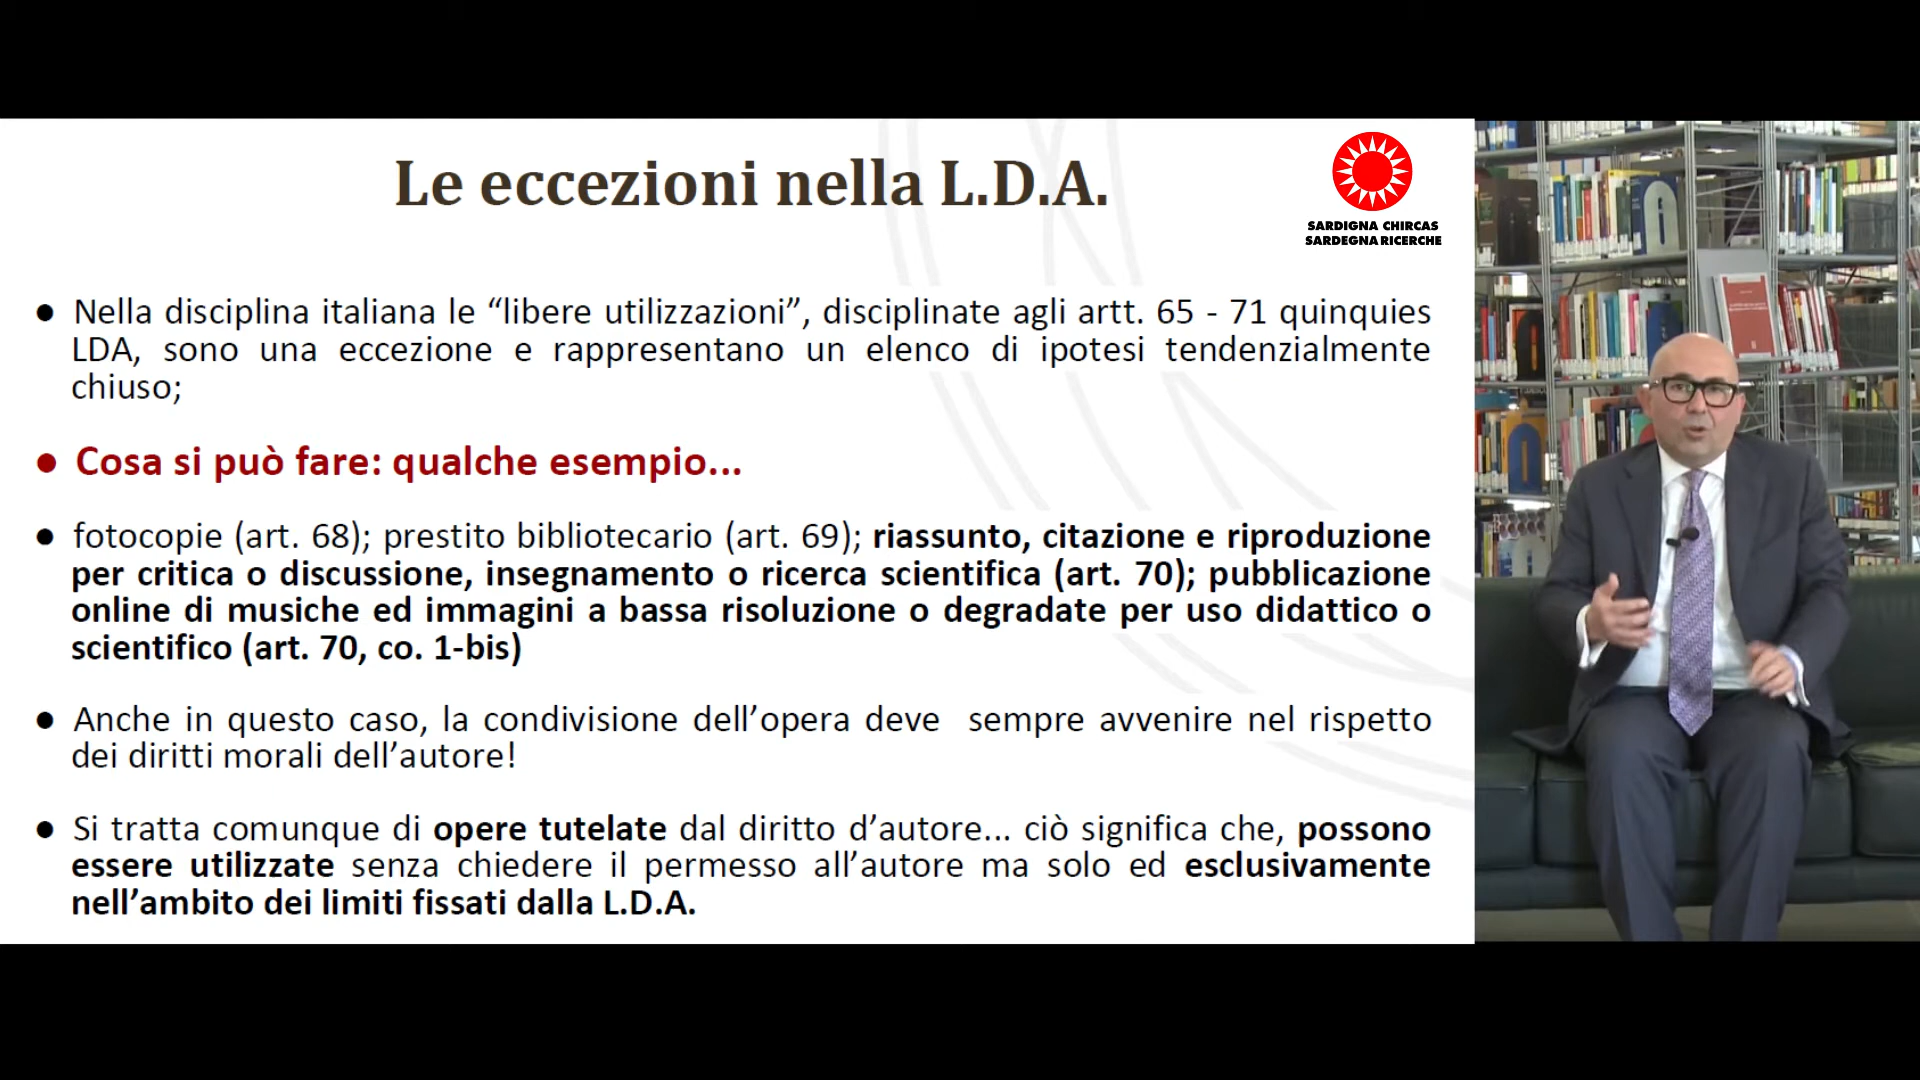 Le eccezioni nella L.D.A.
SARDIGNA CHIRCAS
SARDEGNA RICERCHE
● Nella disciplina italiana le “libere utilizzazioni”, disciplinate agli artt. 65 - 71 quinquies
LDA, sono una eccezione e rappresentano un elenco di ipotesi tendenzialmente
chiuso;
● Cosa si può fare: qualche esempio...
● fotocopie (art. 68); prestito bibliotecario (art. 69); riassunto, citazione e riproduzione
per critica o discussione, insegnamento o ricerca scientifica (art. 70); pubblicazione
online di musiche ed immagini a bassa risoluzione o degradate per uso didattico o
scientifico (art. 70, co. 1-bis)
● Anche in questo caso, la condivisione dell’opera deve sempre avvenire nel rispetto
dei diritti morali dell’autore!
● Si tratta comunque di opere tutelate dal diritto d’autore... ciò significa che, possono
essere utilizzate senza chiedere il permesso all’autore ma solo ed esclusivamente
nell’ambito dei limiti fissati dalla L.D.A.